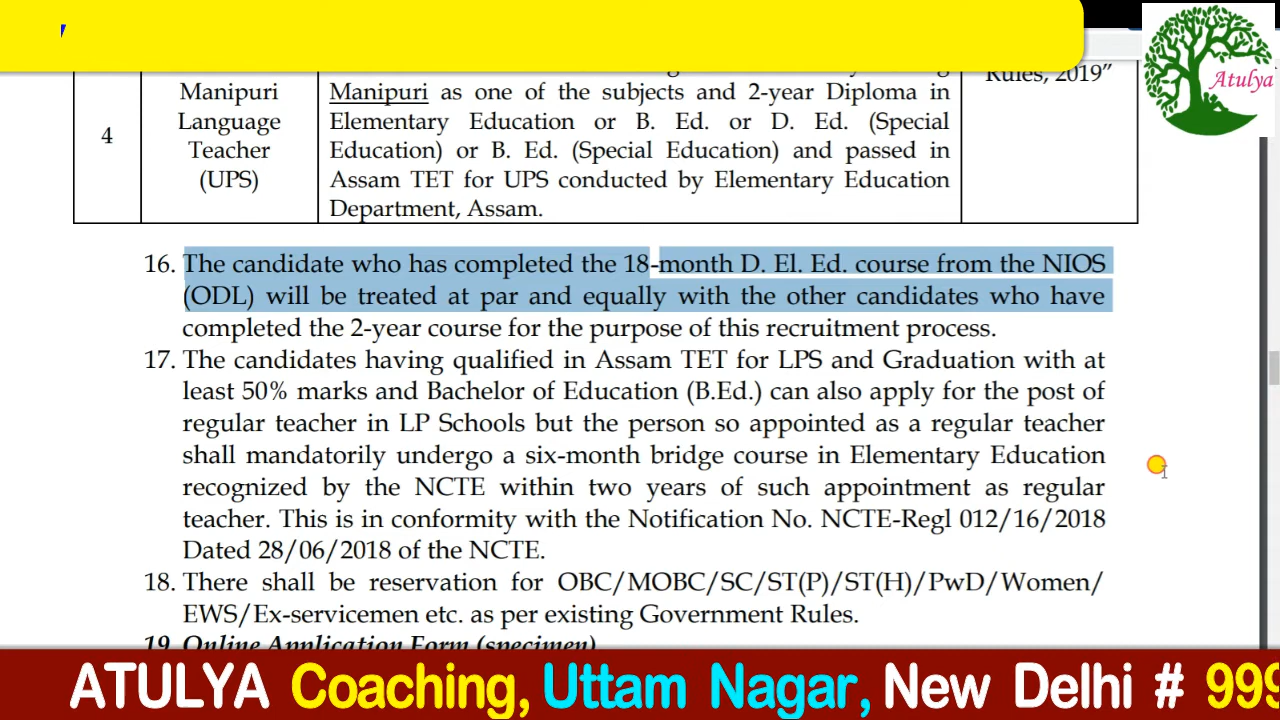 Atulya
Rules, 2019”
4
Manipuri
Language
Teacher
(UPS)
Manipuri as one of the subjects and 2-year Diploma in
Elementary Education or B. Ed. or D. Ed. (Special
Education) or B. Ed. (Special Education) and passed in
Assam TET for UPS conducted by Elementary Education
Department, Assam.
16. The candidate who has completed the 18-month D. El. Ed. course from the NIOS
(ODL) will be treated at par and equally with the other candidates who have
completed the 2-year course for the purpose of this recruitment process.
17. The candidates having qualified in Assam TET for LPS and Graduation with at
least 50% marks and Bachelor of Education (B.Ed.) can also apply for the post of
regular teacher in LP Schools but the person so appointed as a regular teacher
shall mandatorily undergo a six-month bridge course in Elementary Education
recognized by the NCTE within two years of such appointment as regular
teacher. This is in conformity with the Notification No. NCTE-Regl 012/16/2018
Dated 28/06/2018 of the NCTE.
18. There shall be reservation for OBC/MOBC/SC/ST(P)/ST(H)/PwD/Women/
EWS/Ex-servicemen etc. as per existing Government Rules.
19. Online Application Form (specimen)
ATULYA Coaching, Uttam Nagar, New Delhi # 999